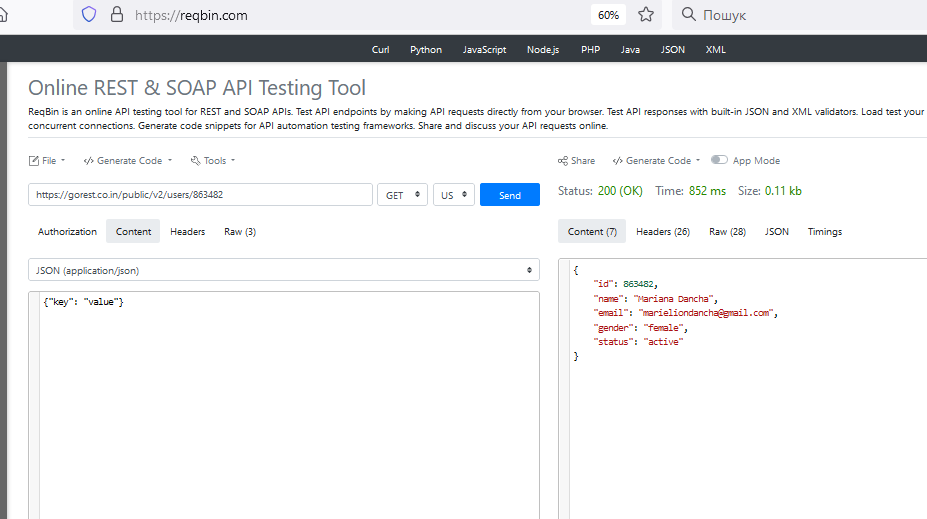 https://reqbin.com
60%
Пошук
Curl Python JavaScript Node.js PHP Java JSON XML
Online REST & SOAP API Testing Tool
ReqBin is an online API testing tool for REST and SOAP APIs. Test API endpoints by making API requests directly from your browser. Test API responses with built-in JSON and XML validators. Load test your
concurrent connections. Generate code snippets for API automation testing frameworks. Share and discuss your API requests online.
File Generate Code Tools
https://gorest.co.in/public/v2/users/863482 GET US Send
Authorization Content Headers Raw (3)
JSON (application/json)
{"key": "value"}
Share Generate Code App Mode
Status: 200 (OK) Time: 852 ms Size: 0.11 kb
Content (7) Headers (26) Raw (28) JSON Timings
{
"id": 863482,
"name": "Mariana Dancha",
"email": "marieliondancha@gmail.com",
"gender": "female",
"status": "active"
}